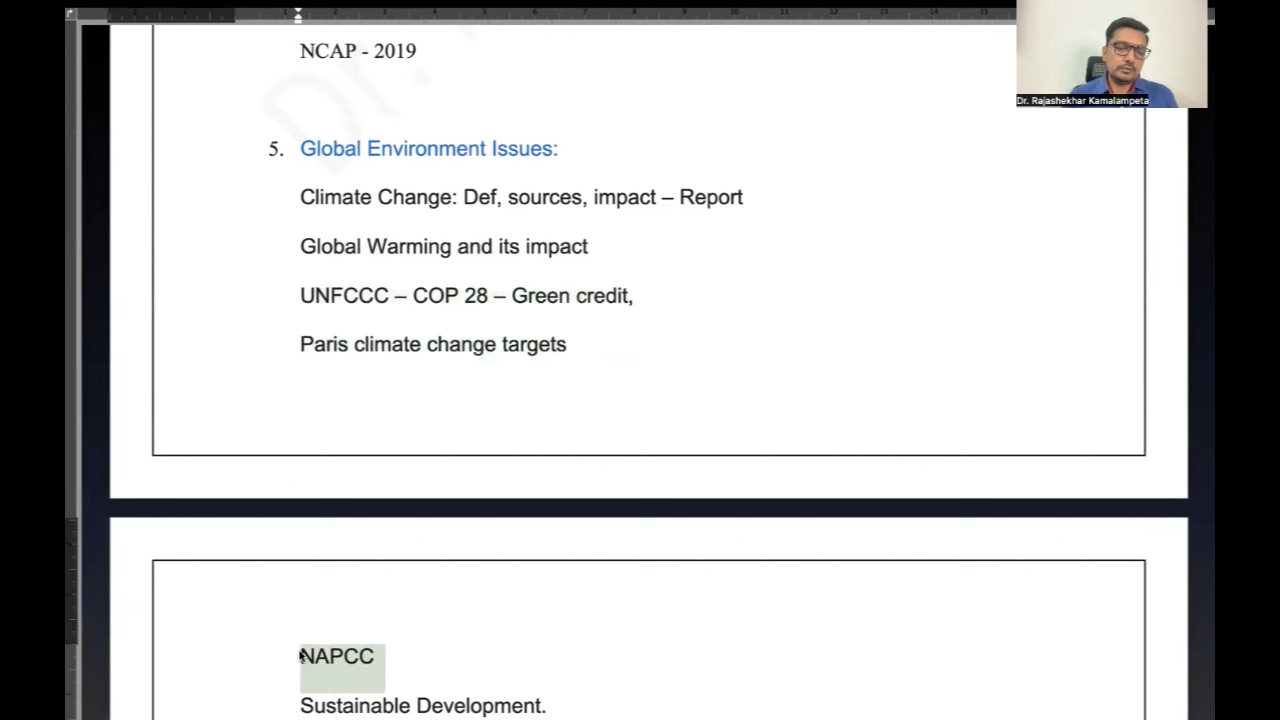 NCAP - 2019
Dr.
Dr. Rajashekhar Kamalampeta
5. Global Environment Issues:
Climate Change: Def, sources, impact – Report
Global Warming and its impact
UNFCCC – COP 28 – Green credit,
Paris climate change targets
NAPCC
Sustainable Development.